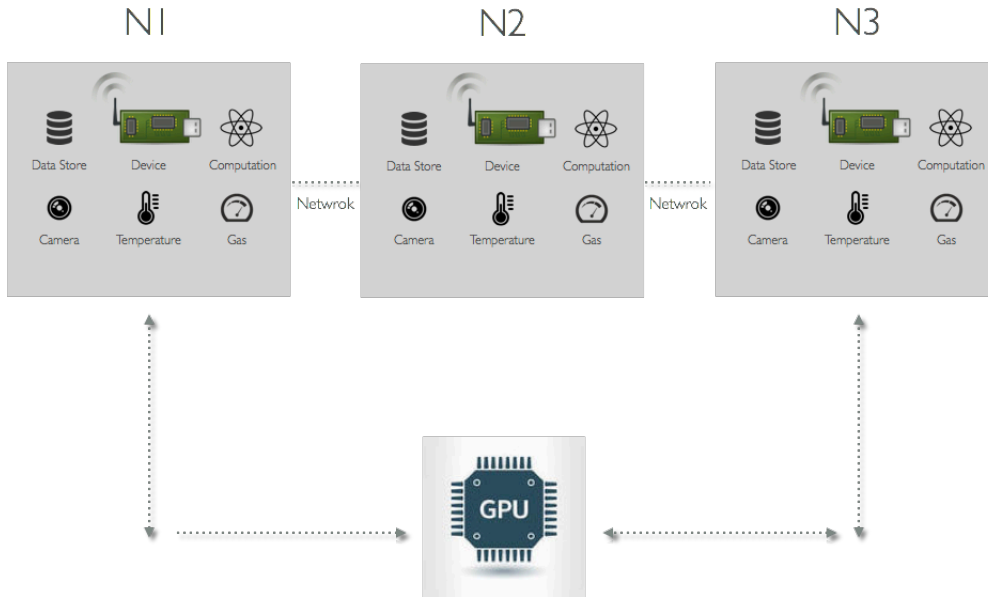 N1 N2 N3
Data Store Device Computation Data Store Device Computation Data Store Device Computation
Netwrok Netwrok
Camera Temperature Gas Camera Temperature Gas Camera Temperature Gas
GPU